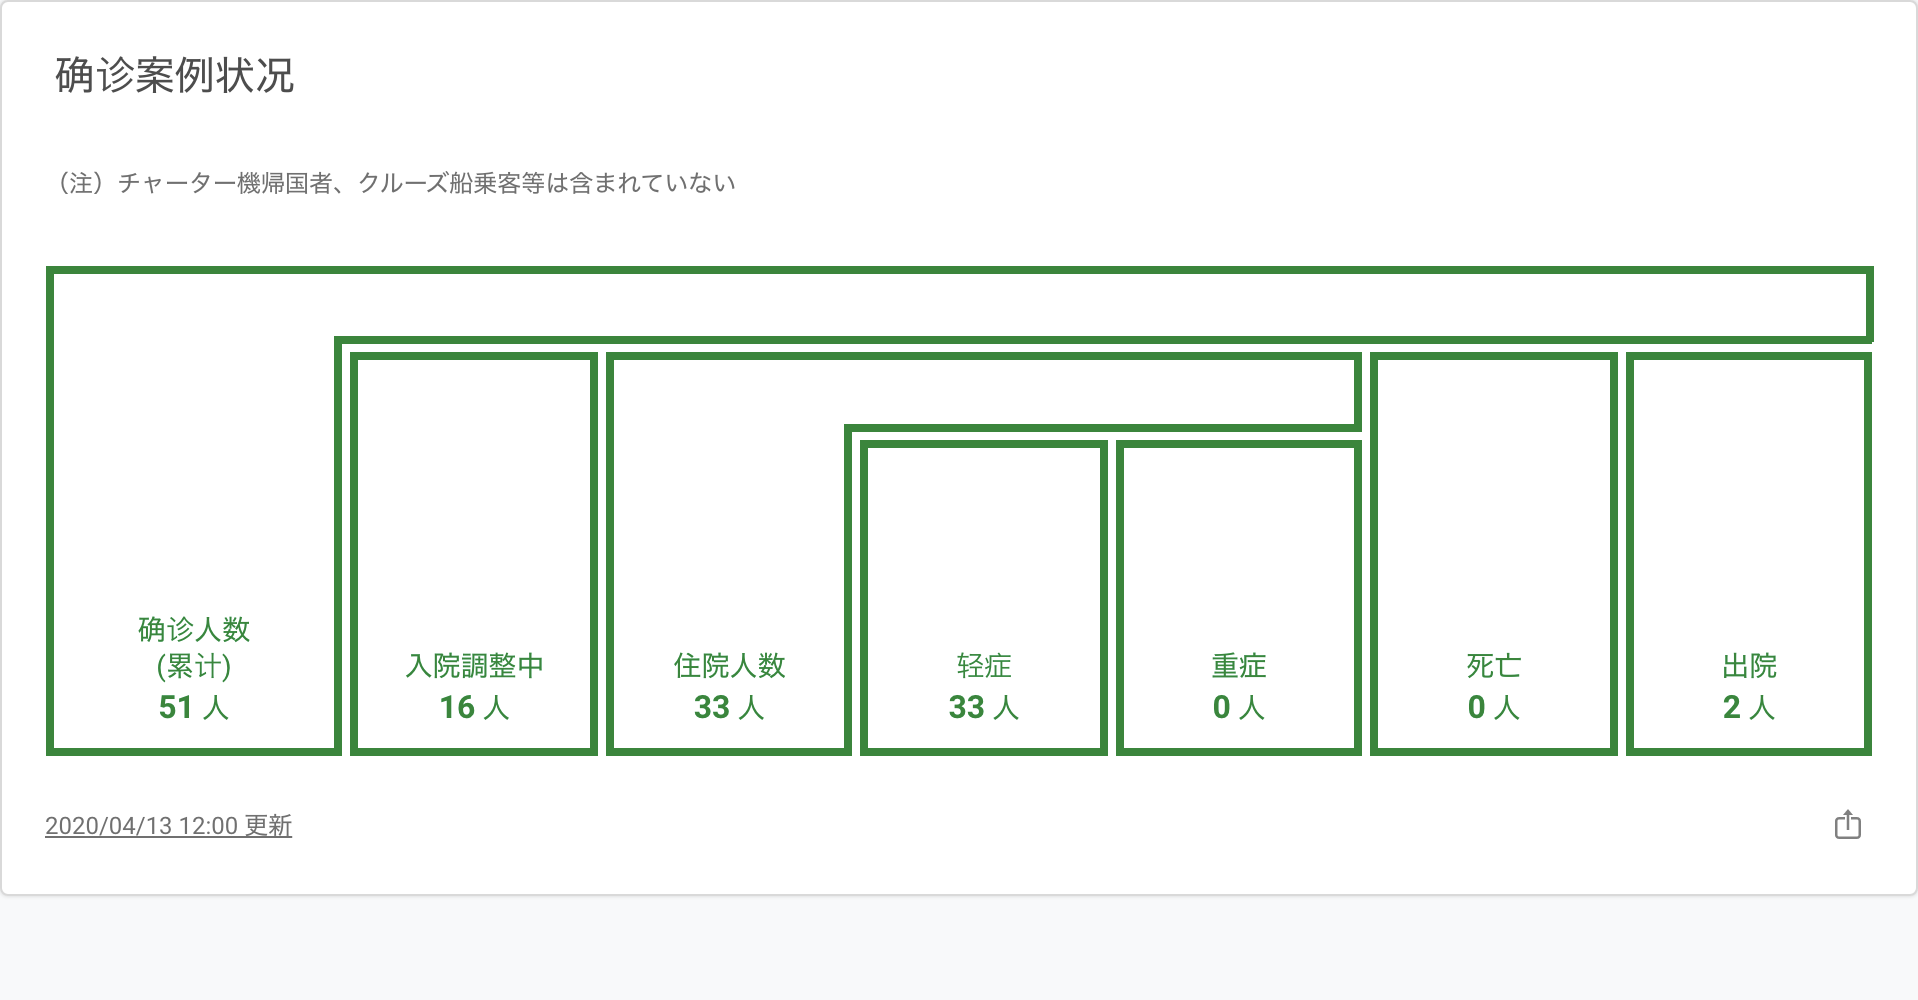 确诊案例状况
（注）チャーター機帰国者、クルーズ船乗客等は含まれていない
确诊人数
(累计)
51 人
入院調整中
16 人
住院人数
33 人
轻症
33 人
重症
0 人
死亡
0 人
出院
2 人
2020/04/13 12:00 更新